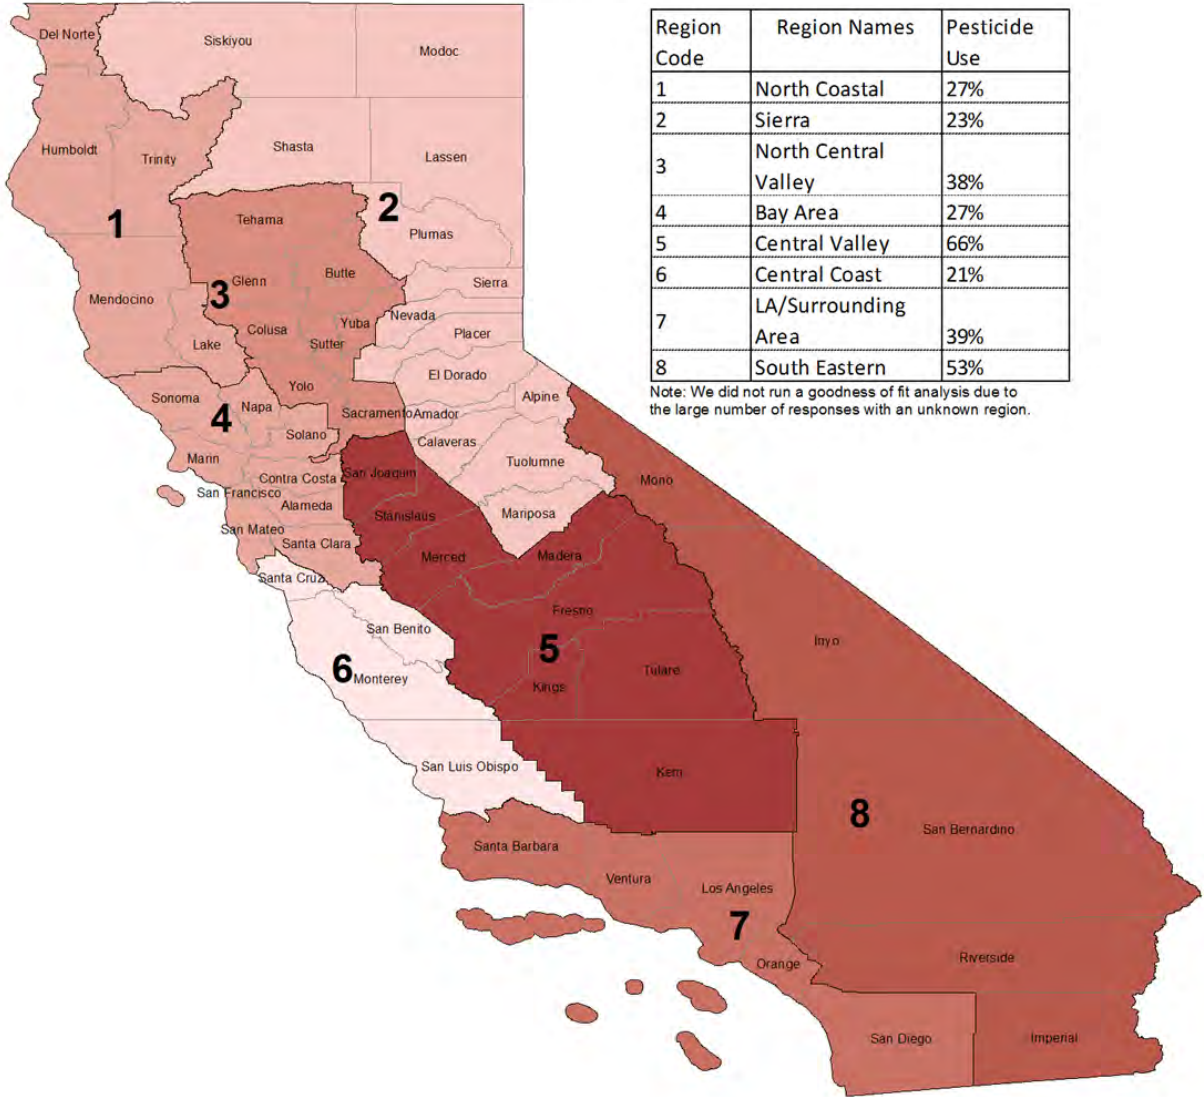 Region Code Region Names Pesticide Use
1 North Coastal 27%
2 Sierra 23%
3 North Central Valley 38%
4 Bay Area 27%
5 Central Valley 66%
6 Central Coast 21%
7 LA/Surrounding Area 39%
8 South Eastern 53%
Note: We did not run a goodness of fit analysis due to
the large number of responses with an unknown region.
Del Norte
Siskiyou
Modoc
Humboldt
Trinity
Shasta
Lassen
1
2
Tehama
Plumas
Glenn
Butte
Sierra
3
Mendocino
Nevada
Colusa
Yuba
Placer
Lake
Sutter
El Dorado
Yolo
Alpine
Sonoma
Napa
4
Sacramento
Amador
Solano
Calaveras
Marin
Tuolumne
Contra Costa
San Joaquin
Mono
San Francisco
Alameda
Stanislaus
Mariposa
San Mateo
Santa Clara
Merced
Madera
Santa Cruz
Fresno
San Benito
Inyo
5
6
Monterey
Kings
Tulare
San Luis Obispo
Kern
8
San Bernardino
Santa Barbara
Ventura
Los Angeles
7
Orange
Riverside
San Diego
Imperial